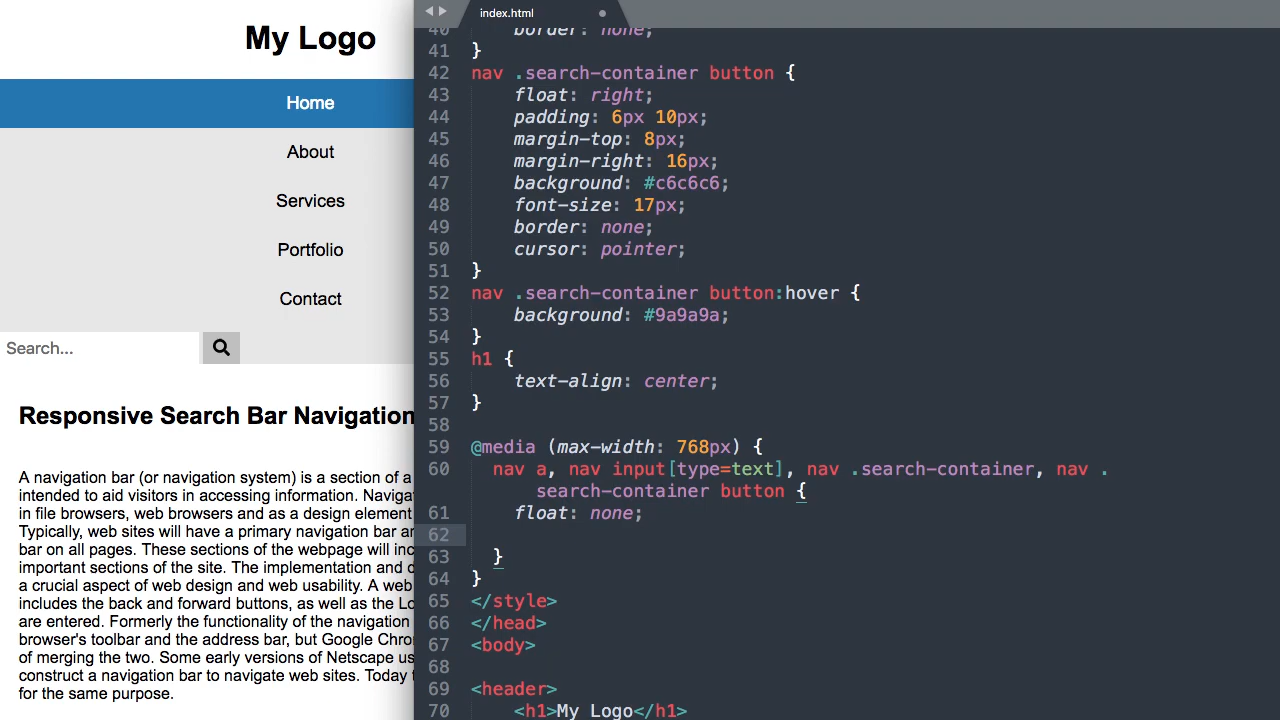 My Logo
Home
About
Services
Portfolio
Contact
Search...
Responsive Search Bar Navigation
A navigation bar (or navigation system) is a section of a
intended to aid visitors in accessing information. Naviga
in file browsers, web browsers and as a design element
Typically, web sites will have a primary navigation bar a
bar on all pages. These sections of the webpage will inc
important sections of the site. The implementation and d
a crucial aspect of web design and web usability. A web
includes the back and forward buttons, as well as the Lo
are entered. Formerly the functionality of the navigation
browser's toolbar and the address bar, but Google Chro
of merging the two. Some early versions of Netscape us
construct a navigation bar to navigate web sites. Today
for the same purpose.
index.html
40 border: none;
41 }
42 nav .search-container button {
43 float: right;
44 padding: 6px 10px;
45 margin-top: 8px;
46 margin-right: 16px;
47 background: #c6c6c6;
48 font-size: 17px;
49 border: none;
50 cursor: pointer;
51 }
52 nav .search-container button:hover {
53 background: #9a9a9a;
54 }
55 h1 {
56 text-align: center;
57 }
58
59 @media (max-width: 768px) {
60 nav a, nav input[type=text], nav .search-container, nav .
search-container button {
61 float: none;
62
63 }
64 }
65 </style>
66 </head>
67 <body>
68
69 <header>
70 <h1>My Logo</h1>